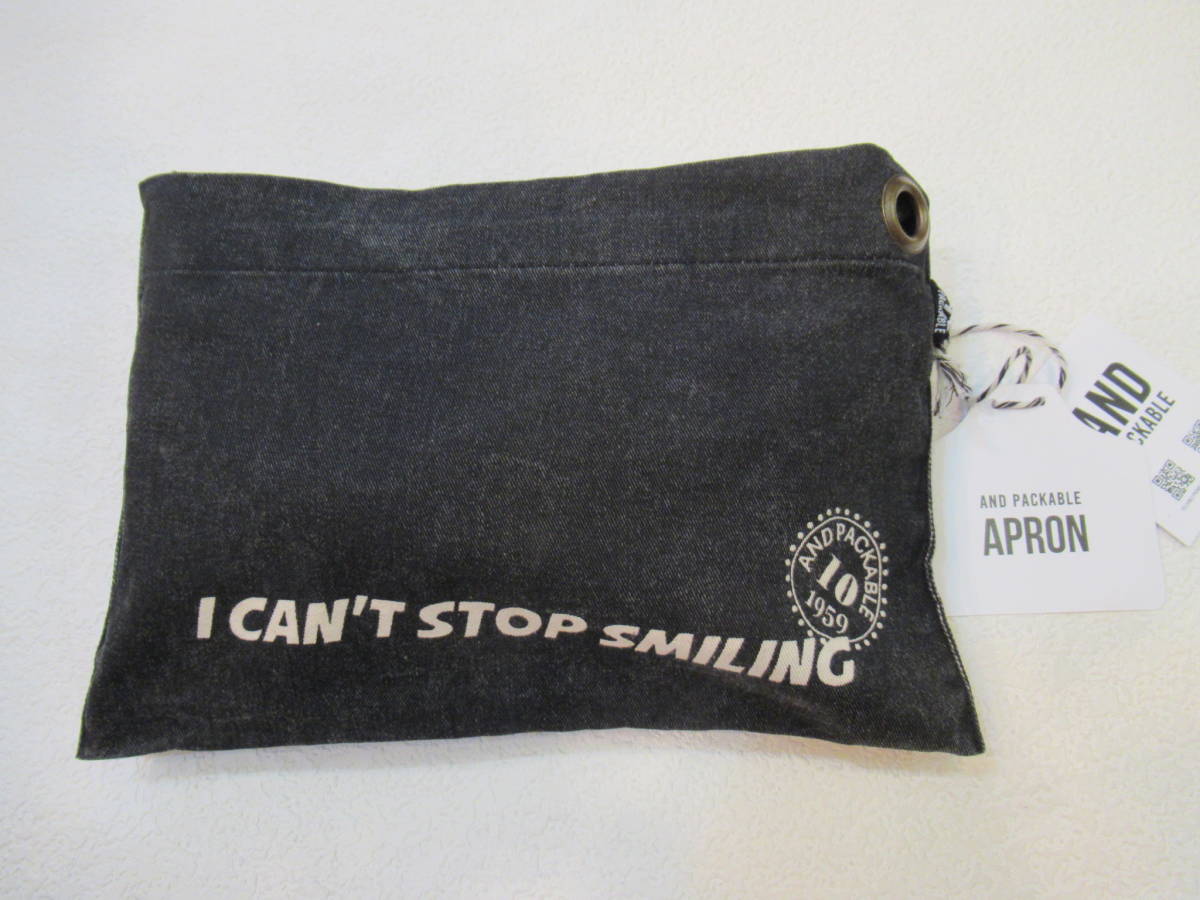 I CAN'T STOP SMILING
AND PACKABLE
10
1959
AND PACKABLE
APRON
AND
CKABLE